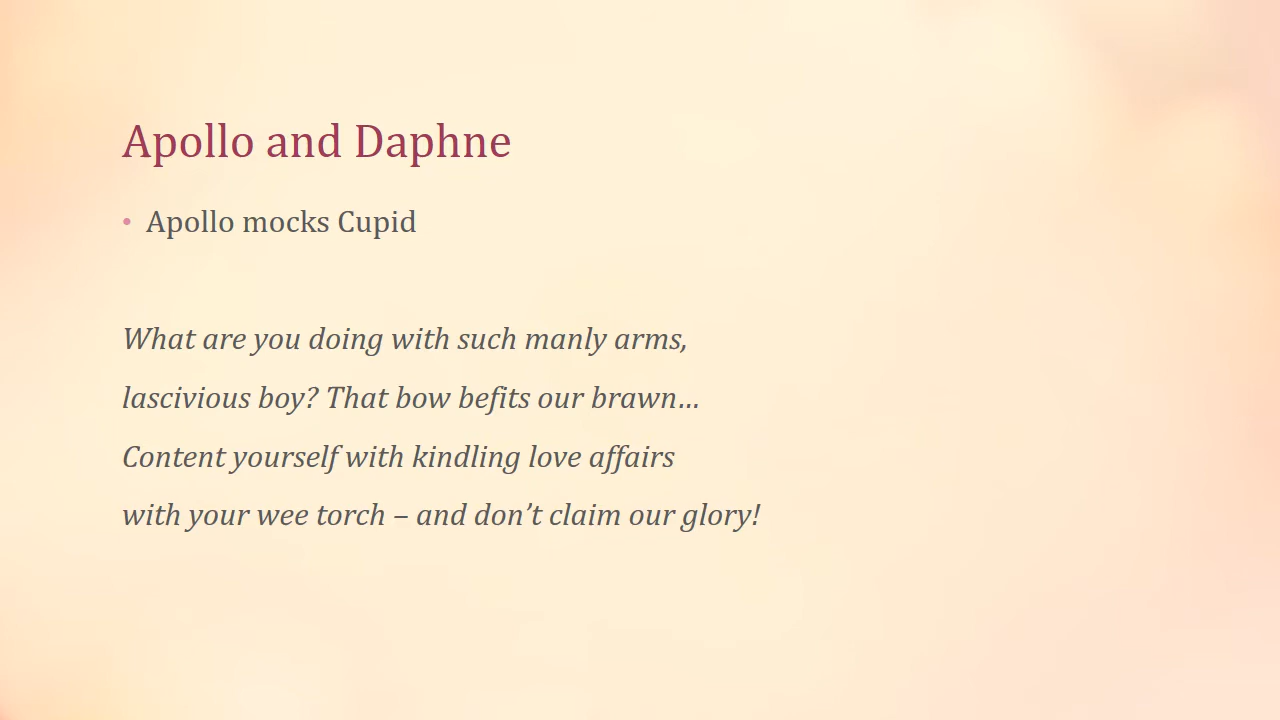 Apollo and Daphne
• Apollo mocks Cupid
What are you doing with such manly arms,
lascivious boy? That bow befits our brawn…
Content yourself with kindling love affairs
with your wee torch – and don’t claim our glory!